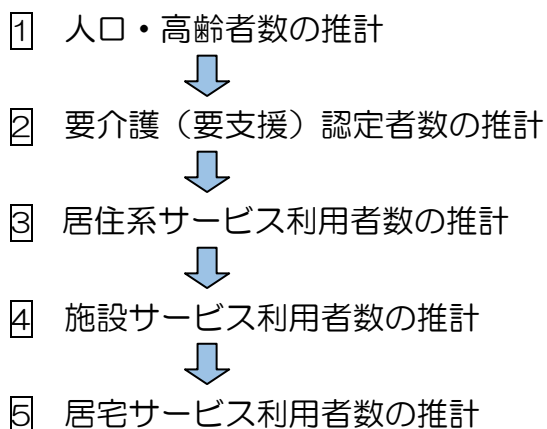 1 人口・高齢者数の推計
2 要介護（要支援）認定者数の推計
3 居住系サービス利用者数の推計
4 施設サービス利用者数の推計
5 居宅サービス利用者数の推計